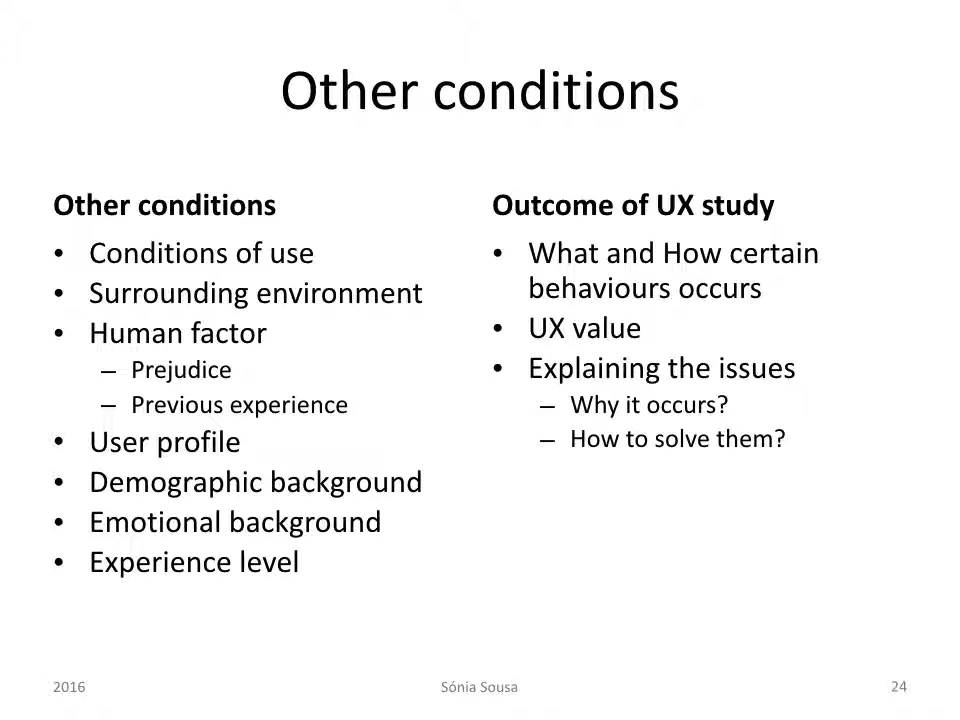 Other conditions
Other conditions
• Conditions of use
• Surrounding environment
• Human factor
– Prejudice
– Previous experience
• User profile
• Demographic background
• Emotional background
• Experience level
Outcome of UX study
• What and How certain
behaviours occurs
• UX value
• Explaining the issues
– Why it occurs?
– How to solve them?
2016
Sónia Sousa
24